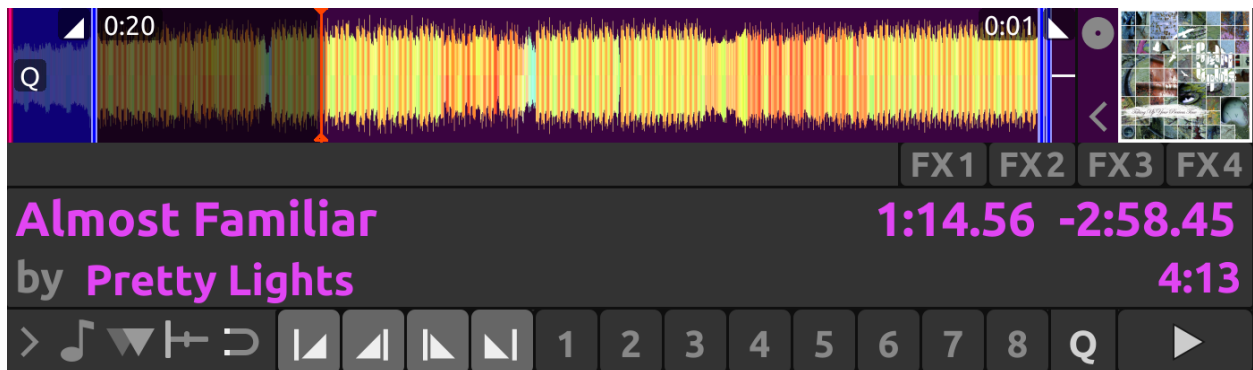 0:20 0:01
Q
FX1 FX2 FX3 FX4
Almost Familiar 1:14.56 -2:58.45
by Pretty Lights 4:13
1 2 3 4 5 6 7 8 Q